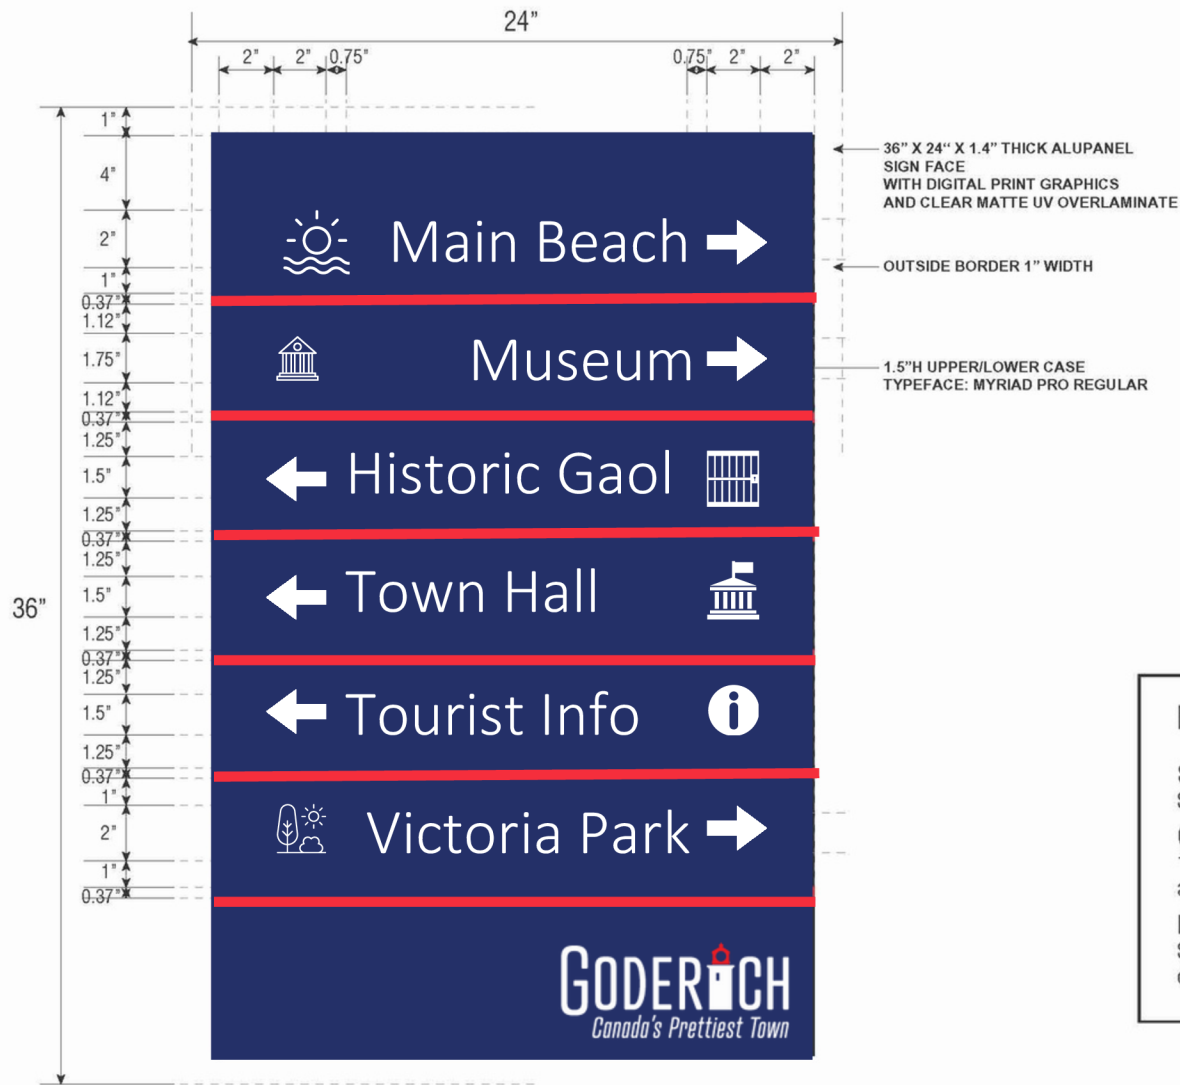 24”
2” 2” 0.75” 0.75” 2” 2”
36”
1”
4”
2”
1”
0.37”
1.12”
1.75”
1.12”
0.37”
1.25”
1.5”
1.25”
0.37”
1.25”
1.5”
1.25”
0.37”
1.25”
1.5”
1.25”
0.37”
1”
2”
1”
0.37”
Main Beach
Museum
Historic Gaol
Town Hall
Tourist Info
Victoria Park
GODERICH
Canada's Prettiest Town
36” X 24“ X 1.4” THICK ALUPANEL
SIGN FACE
WITH DIGITAL PRINT GRAPHICS
AND CLEAR MATTE UV OVERLAMINATE
OUTSIDE BORDER 1” WIDTH
1.5”H UPPER/LOWER CASE
TYPEFACE: MYRIAD PRO REGULAR